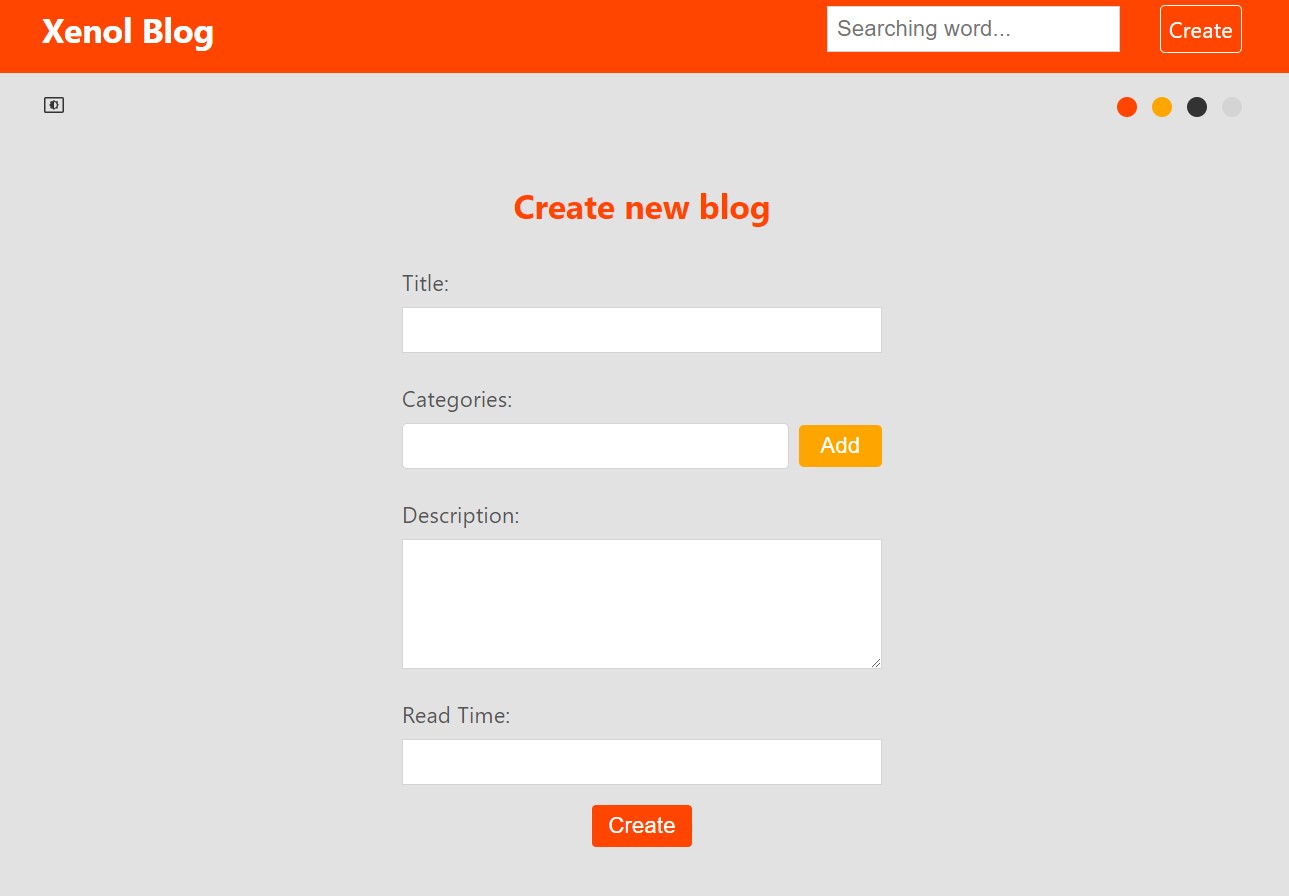 Xenol Blog
Searching word...
Create
Create new blog
Title:
Categories:
Add
Description:
Read Time:
Create